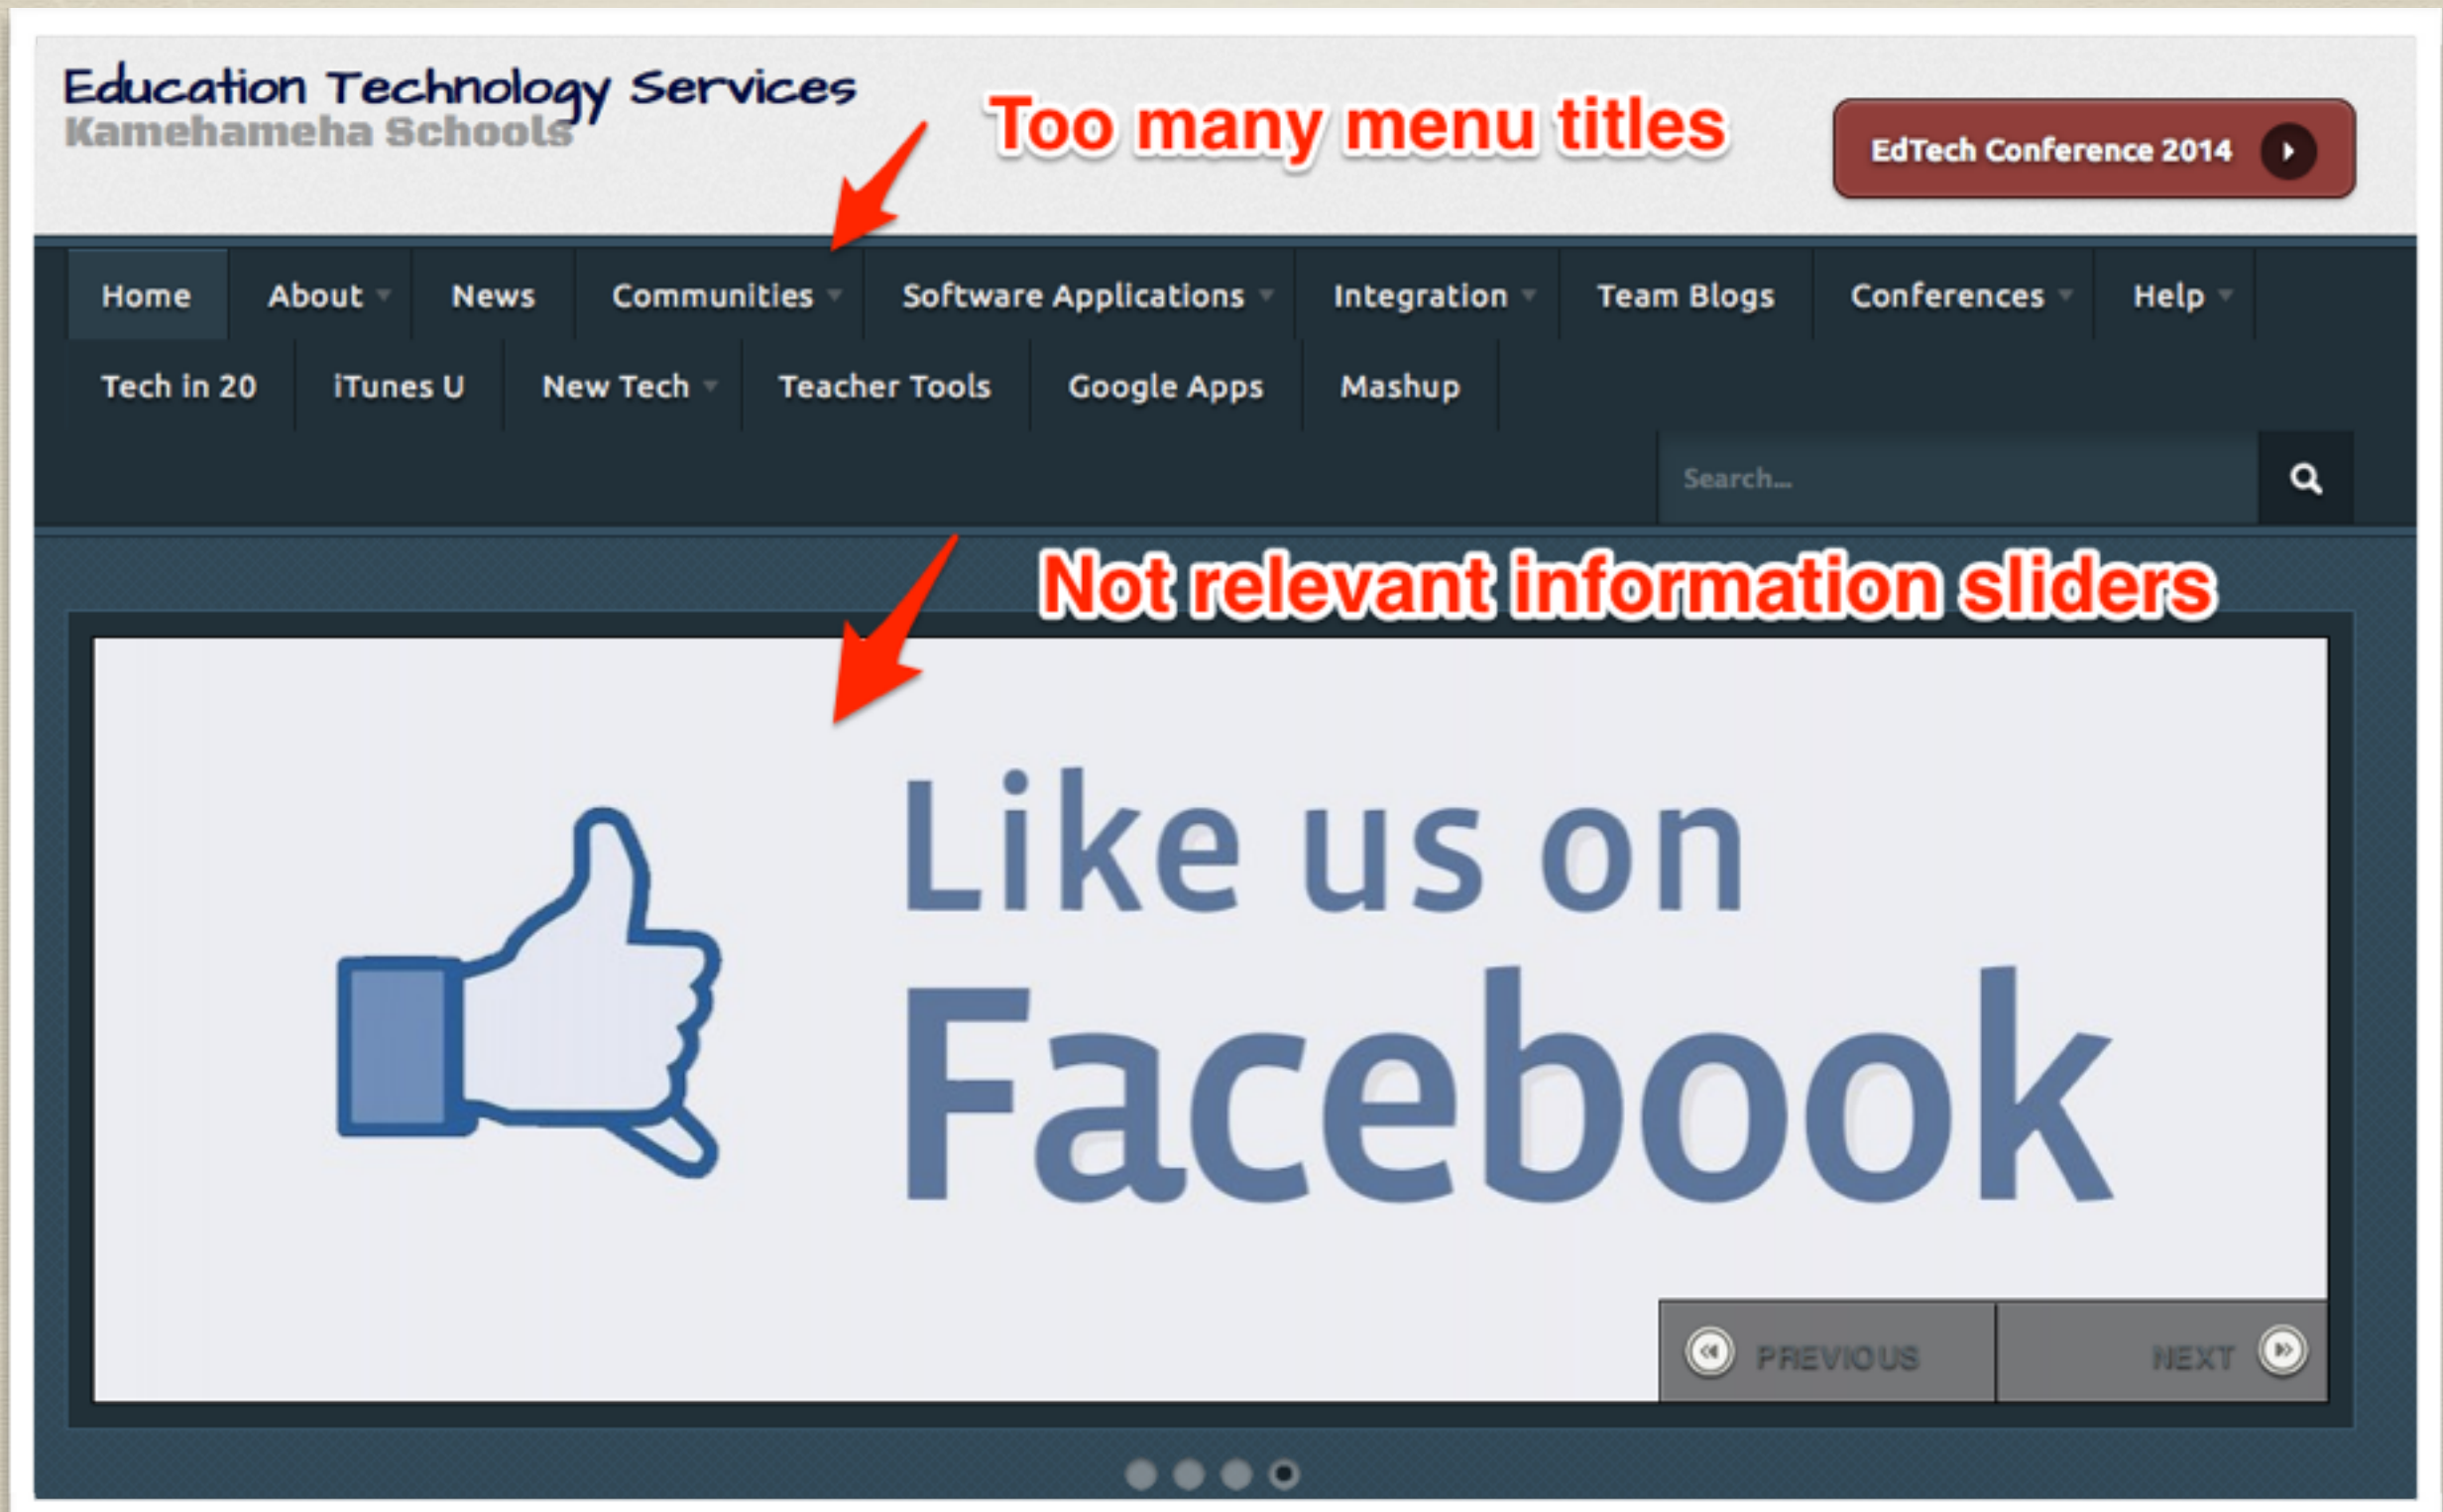 Education Technology Services
Kamehameha Schools
Too many menu titles
EdTech Conference 2014
Home About News Communities Software Applications Integration Team Blogs Conferences Help
Tech in 20 iTunes U New Tech Teacher Tools Google Apps Mashup
Search...
Not relevant information sliders
Like us on
Facebook
PREVIOUS NEXT